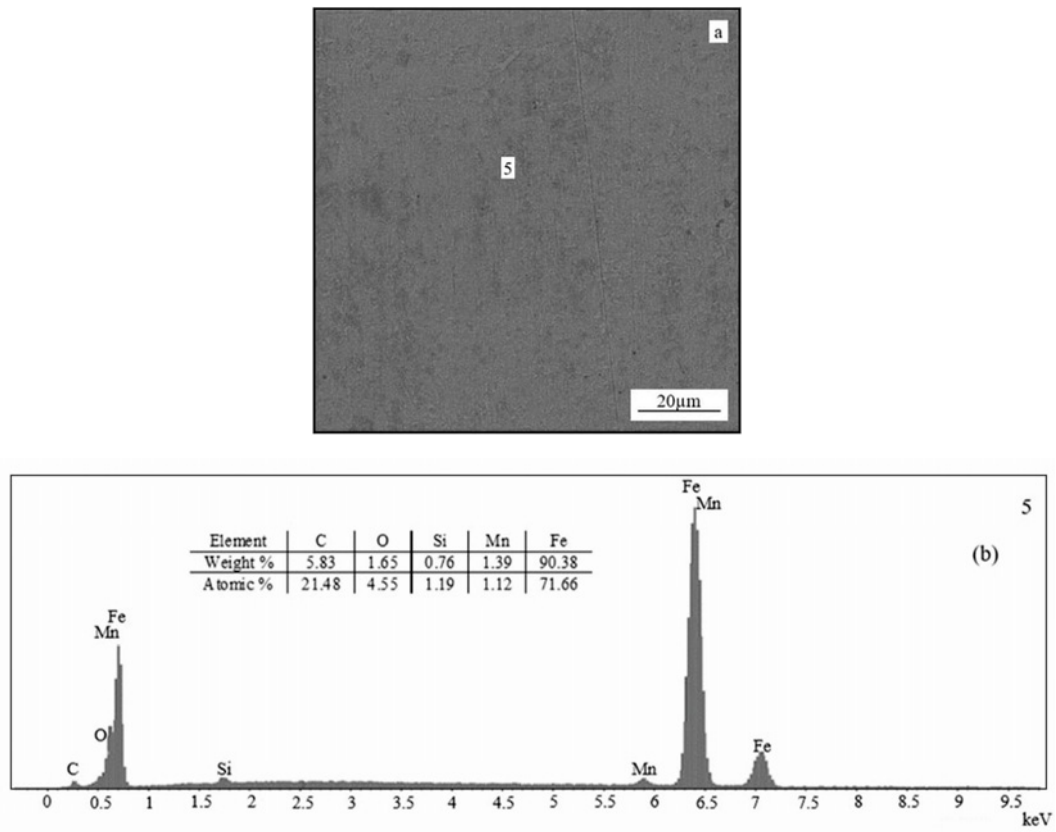 a
5
20µm
5
(b)
Element C O Si Mn Fe
Weight % 5.83 1.65 0.76 1.39 90.38
Atomic % 21.48 4.55 1.19 1.12 71.66
Fe
Mn
Fe
Mn
O
C
Si
Mn
Fe
0 0.5 1 1.5 2 2.5 3 3.5 4 4.5 5 5.5 6 6.5 7 7.5 8 8.5 9 9.5
keV